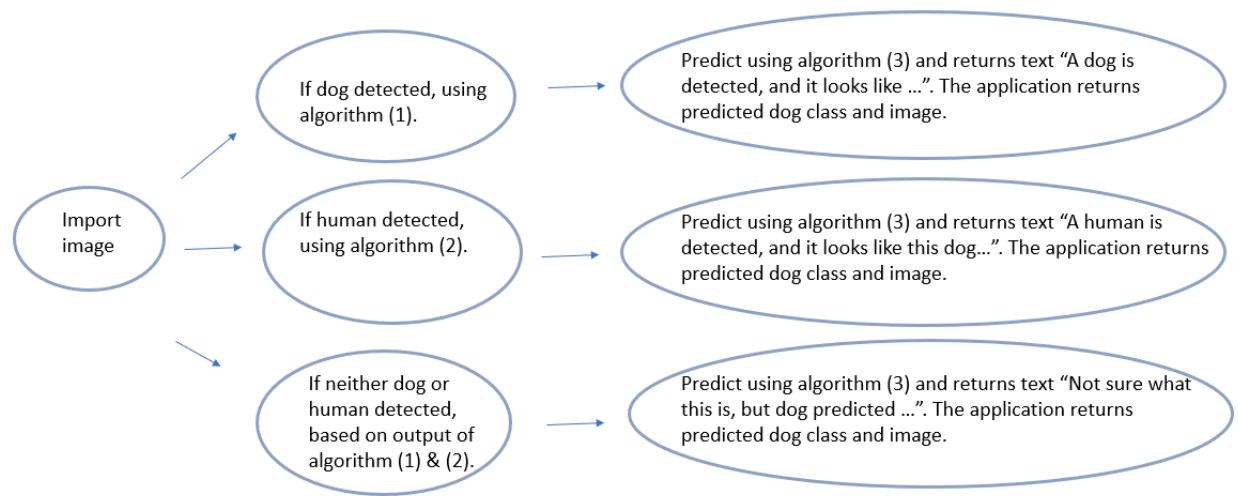 Import
image
If dog detected, using
algorithm (1).
Predict using algorithm (3) and returns text “A dog is
detected, and it looks like …”. The application returns
predicted dog class and image.
If human detected,
using algorithm (2).
Predict using algorithm (3) and returns text “A human is
detected, and it looks like this dog…”. The application returns
predicted dog class and image.
If neither dog or
human detected,
based on output of
algorithm (1) & (2).
Predict using algorithm (3) and returns text “Not sure what
this is, but dog predicted …”. The application returns
predicted dog class and image.